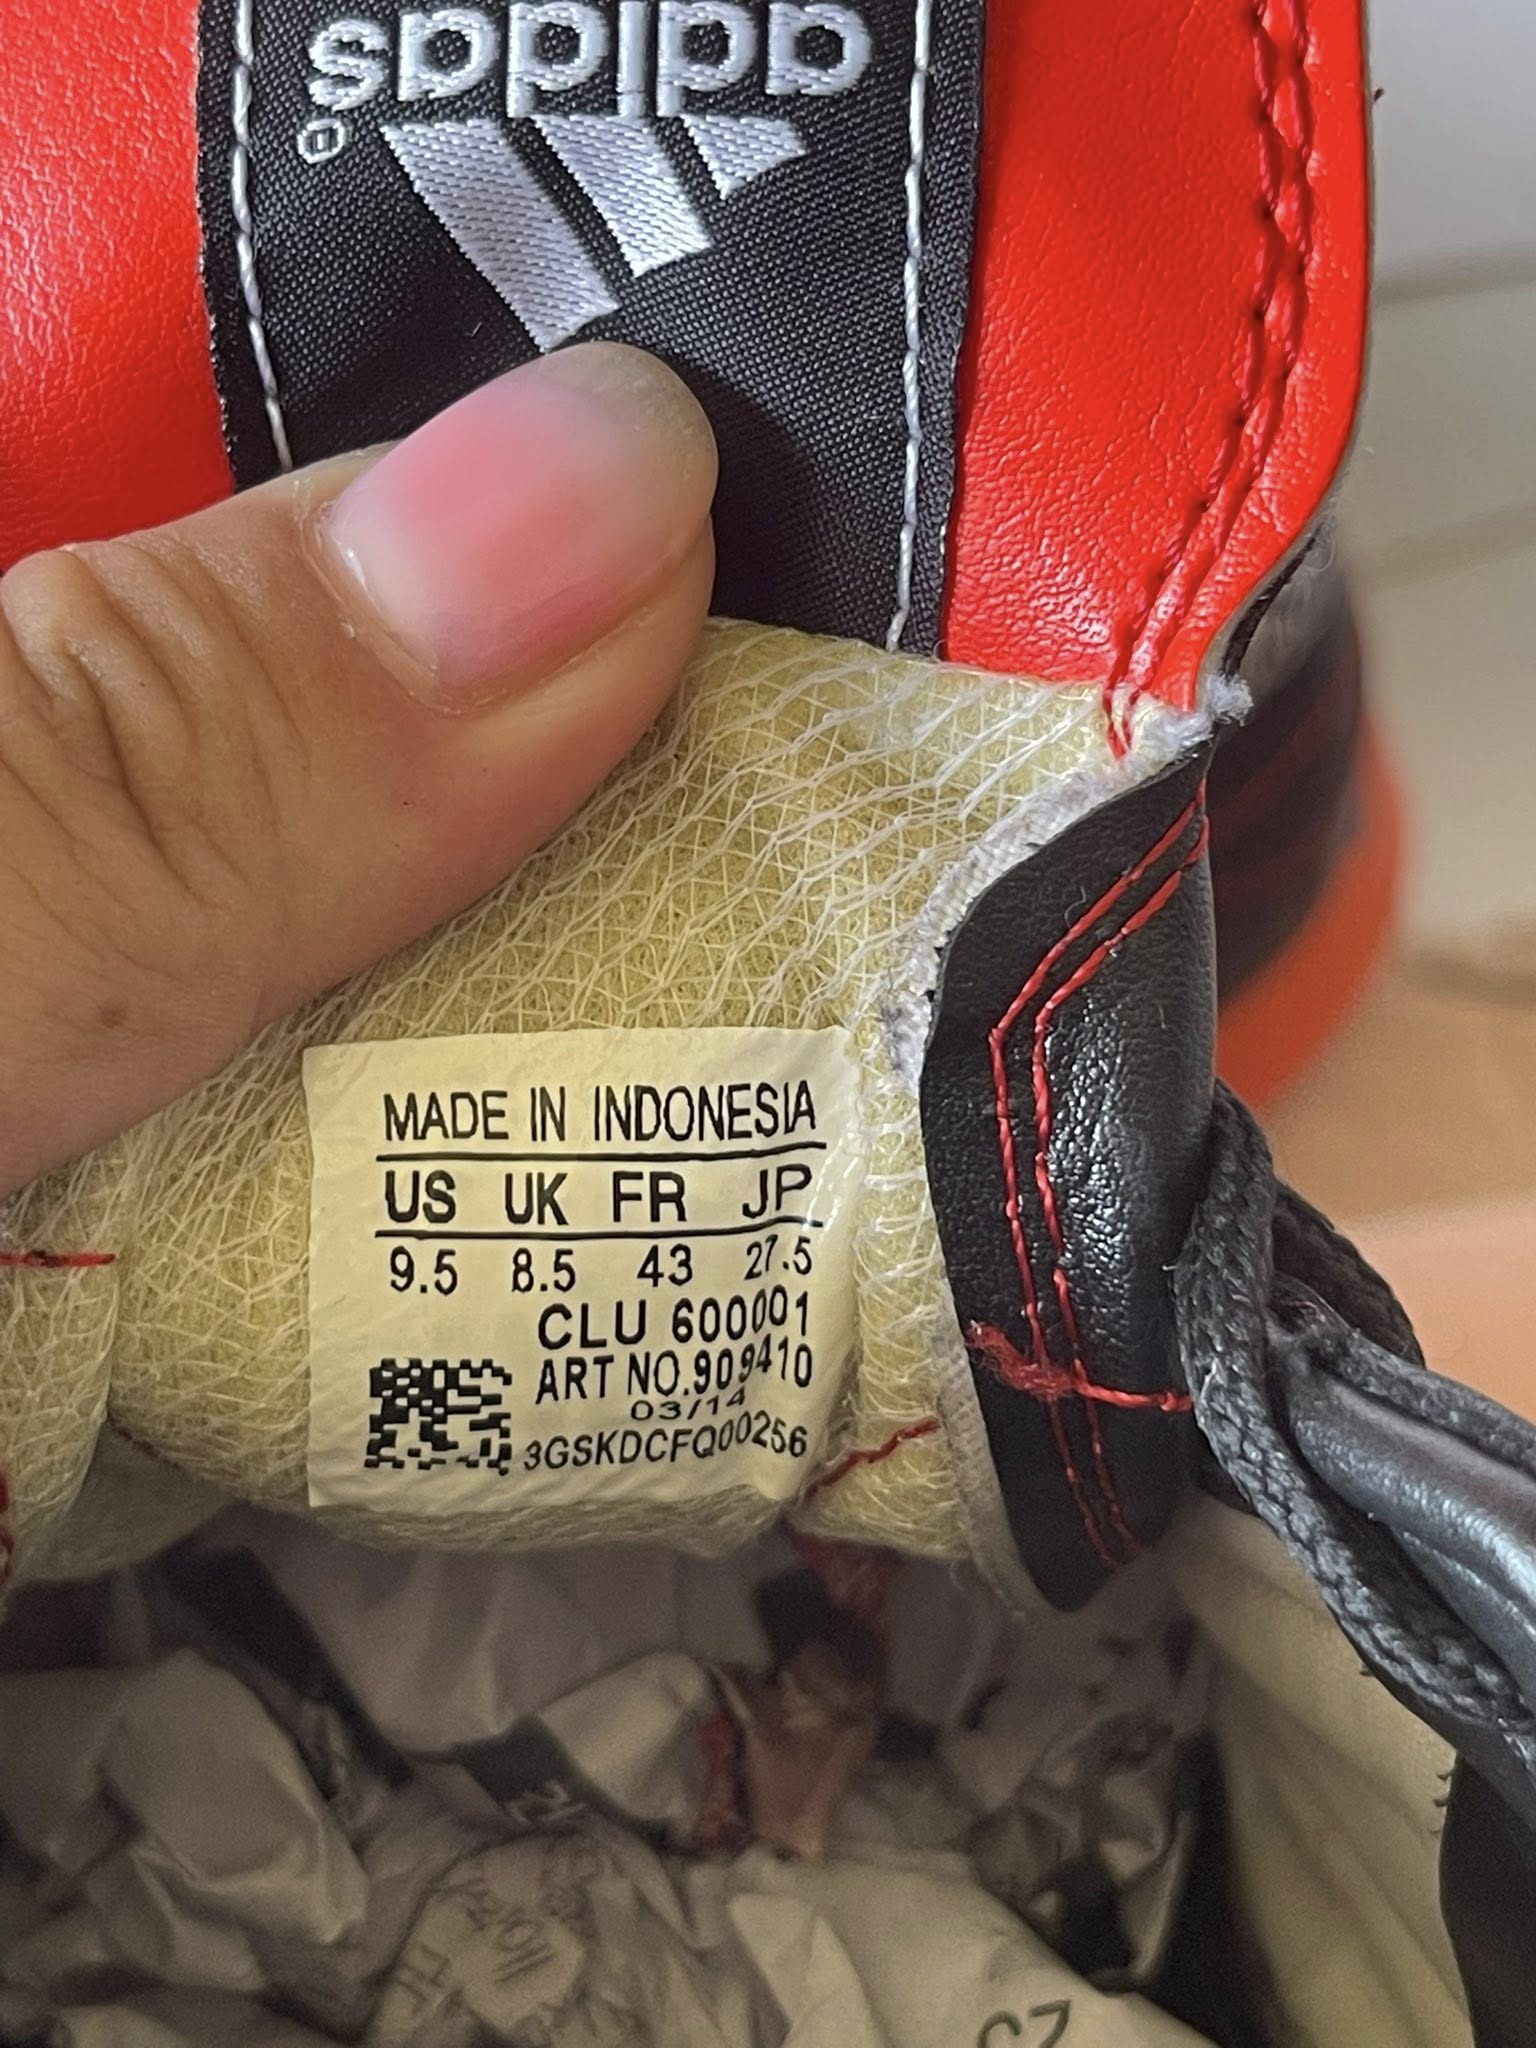 adidas
MADE IN INDONESIA
US UK FR JP
9.5 8.5 43 27.5
CLU 600001
ART NO.909410
03/14
3GSKDCFQ00256